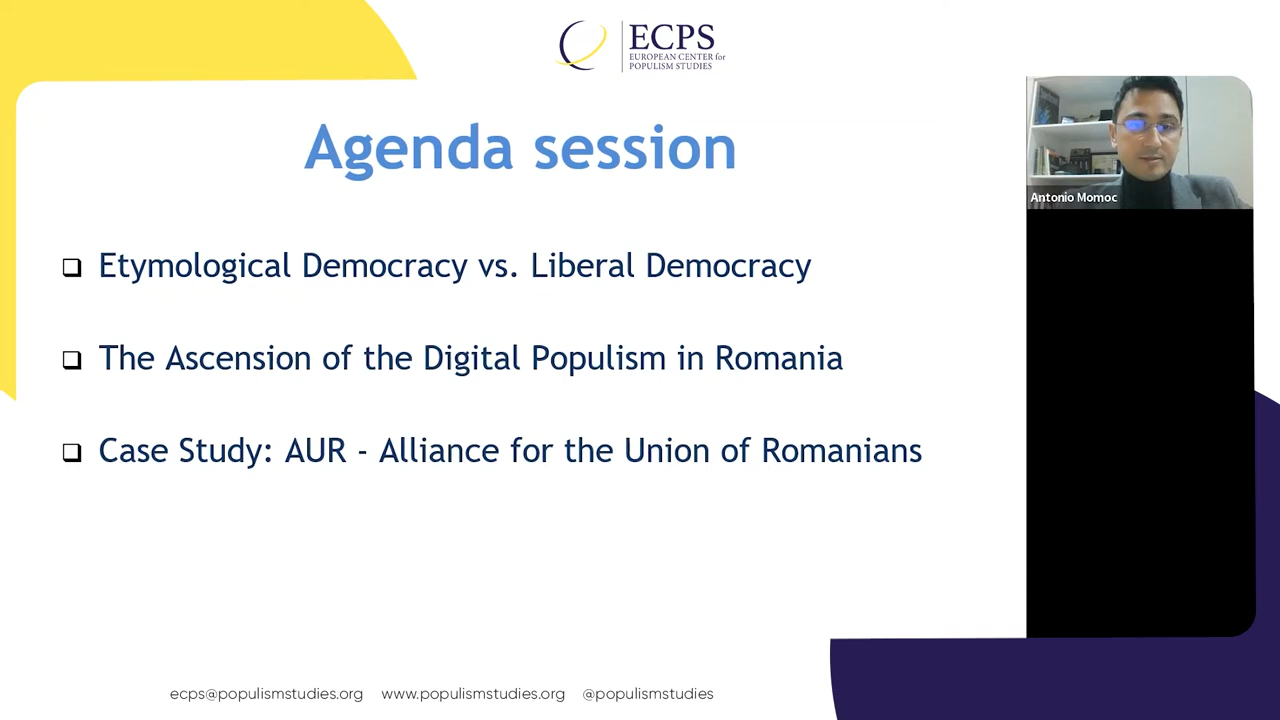 ECPS
EUROPEAN CENTER for
POPULISM STUDIES
Agenda session
Antonio Momoc
Etymological Democracy vs. Liberal Democracy
The Ascension of the Digital Populism in Romania
Case Study: AUR - Alliance for the Union of Romanians
ecps@populismstudies.org www.populismstudies.org @populismstudies